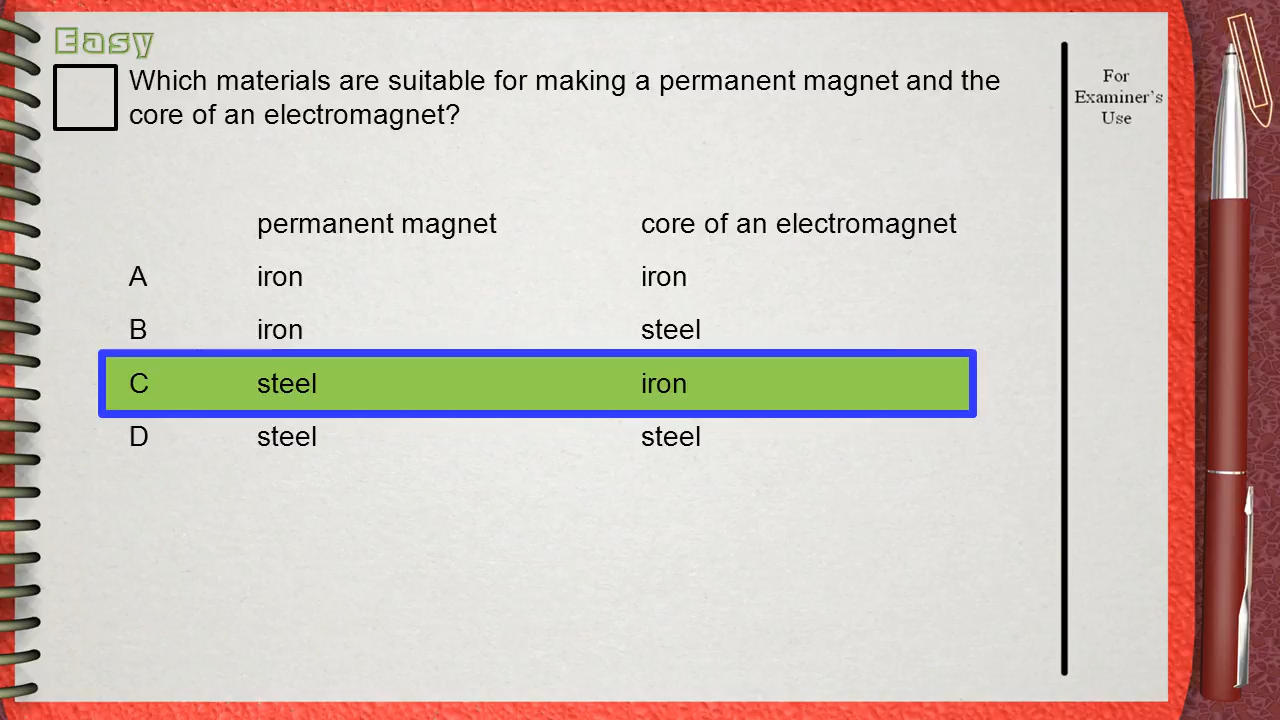 Easy
Which materials are suitable for making a permanent magnet and the
core of an electromagnet?
For
Examiner's
Use
permanent magnet core of an electromagnet
A iron iron
B iron steel
C steel iron
D steel steel